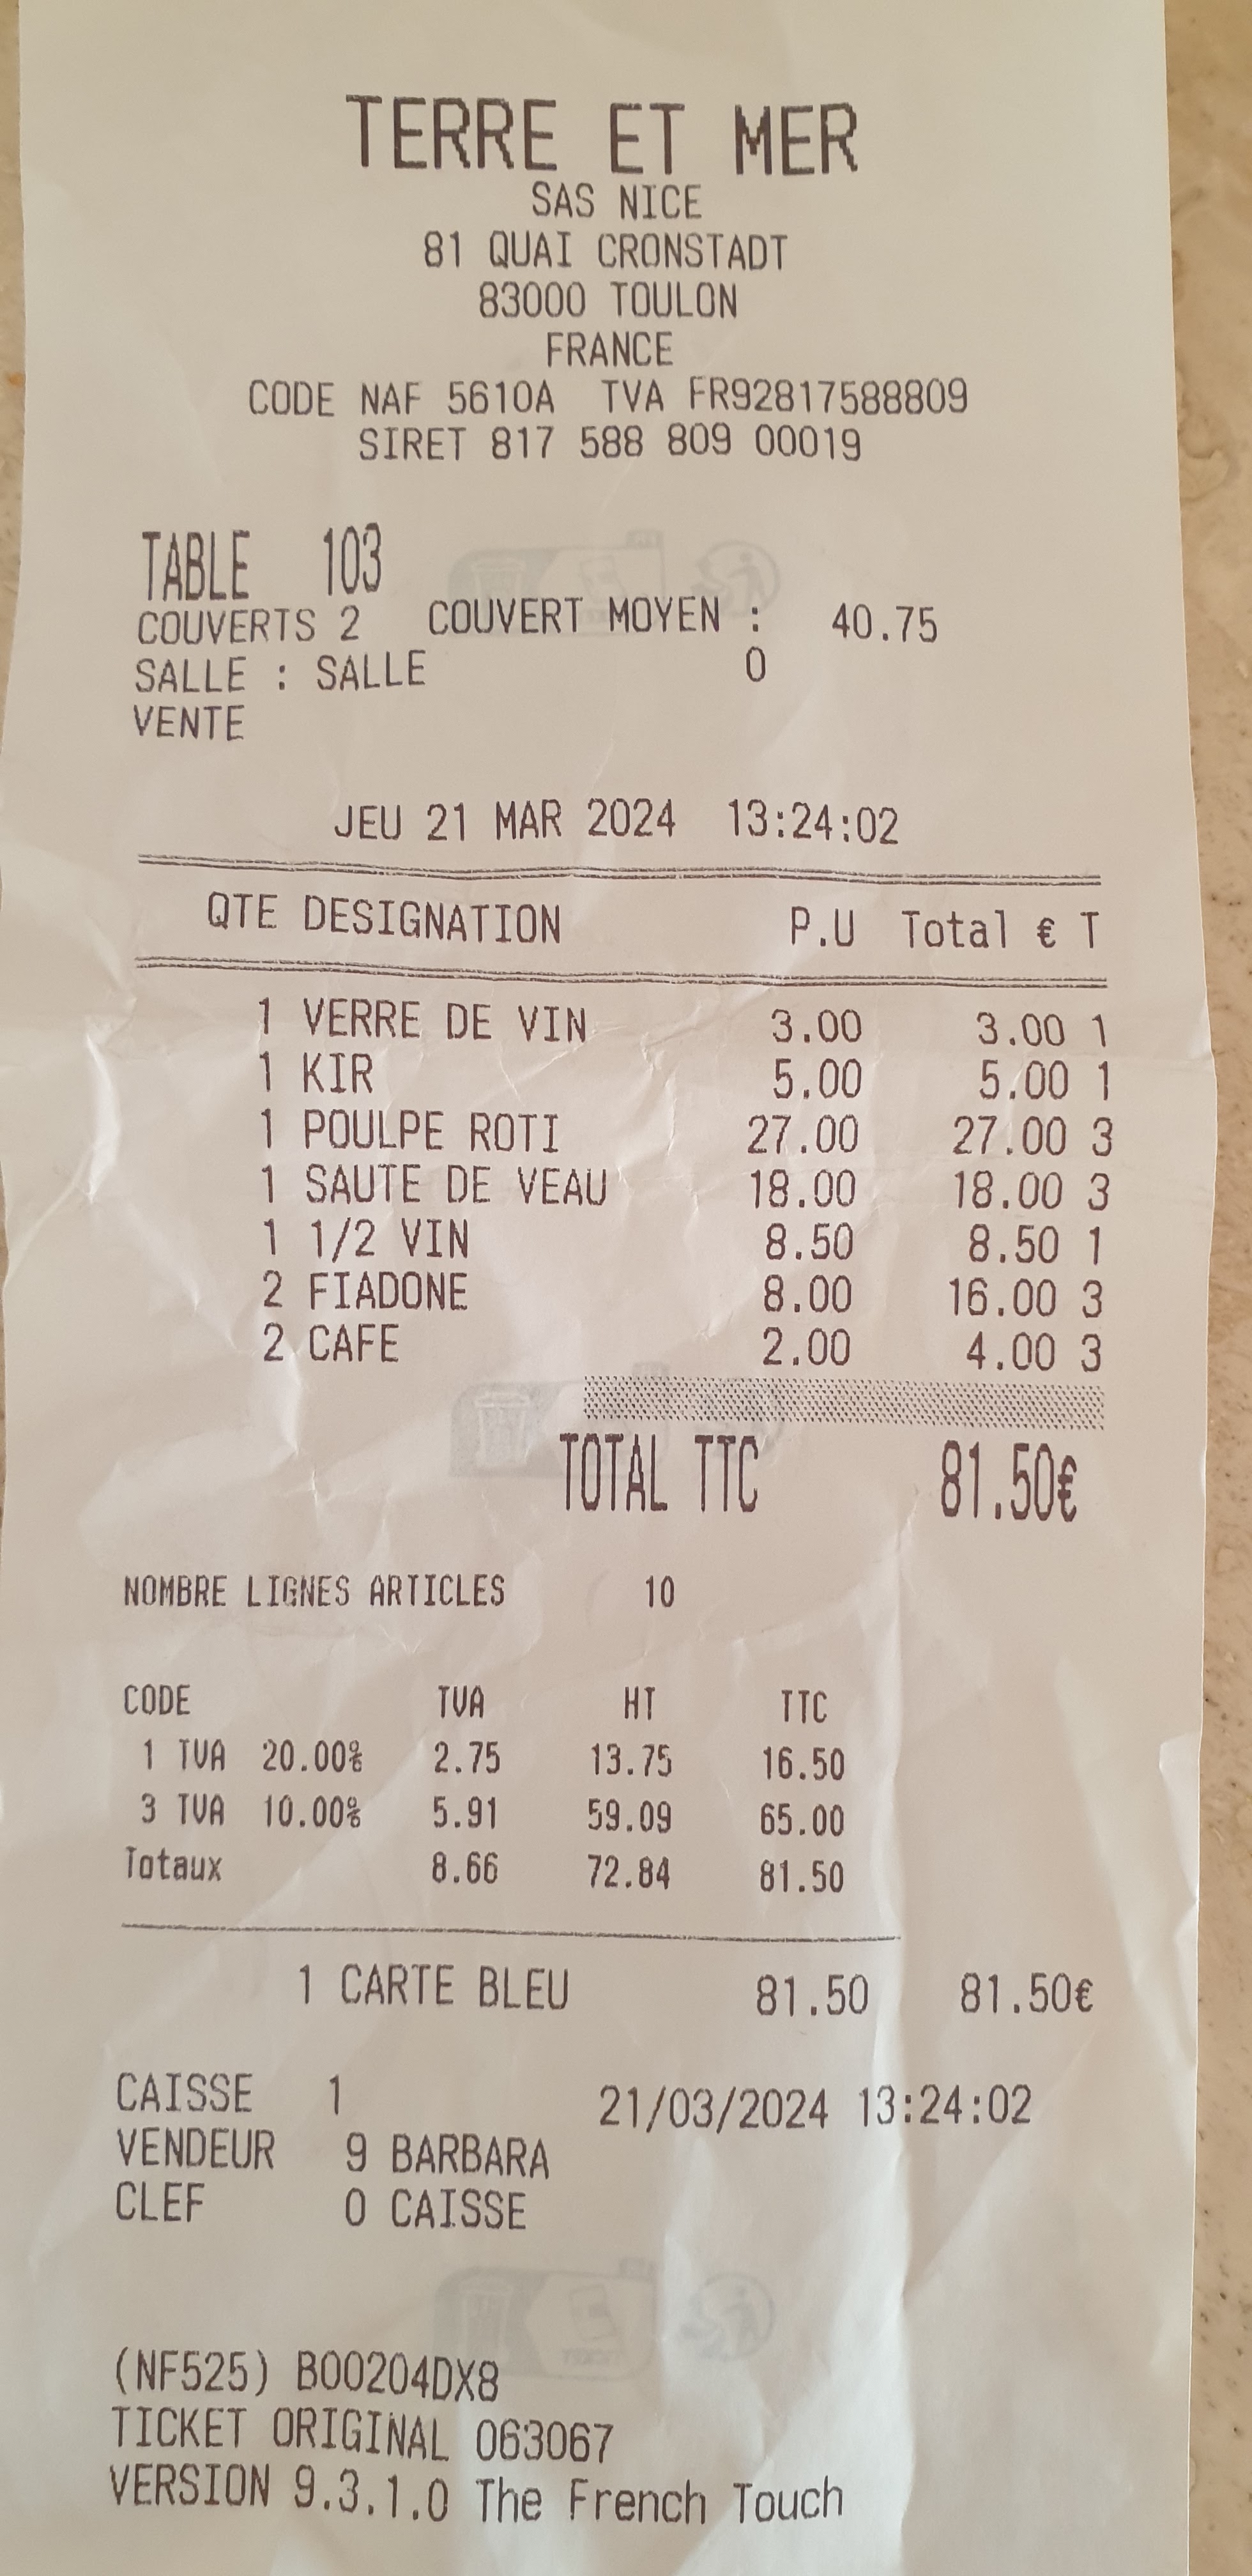 TERRE ET MER
SAS NICE
81 QUAI CRONSTADT
83000 TOULON
FRANCE
CODE NAF 5610A TVA FR92817588809
SIRET 817 588 809 00019
TABLE 103
COUVERTS 2 COUVERT MOYEN : 40.75
SALLE : SALLE 0
VENTE
JEU 21 MAR 2024 13:24:02
QTE DESIGNATION P.U Total € T
1 VERRE DE VIN 3.00 3.00 1
1 KIR 5.00 5.00 1
1 POULPE ROTI 27.00 27.00 3
1 SAUTE DE VEAU 18.00 18.00 3
1 1/2 VIN 8.50 8.50 1
2 FIADONE 8.00 16.00 3
2 CAFE 2.00 4.00 3
TOTAL TTC 81.50€
NOMBRE LIGNES ARTICLES 10
CODE TVA HT TTC
1 TVA 20.00% 2.75 13.75 16.50
3 TVA 10.00% 5.91 59.09 65.00
Totaux 8.66 72.84 81.50
1 CARTE BLEU 81.50 81.50€
CAISSE 1 21/03/2024 13:24:02
VENDEUR 9 BARBARA
CLEF 0 CAISSE
(NF525) B00204DX8
TICKET ORIGINAL 063067
VERSION 9.3.1.0 The French Touch